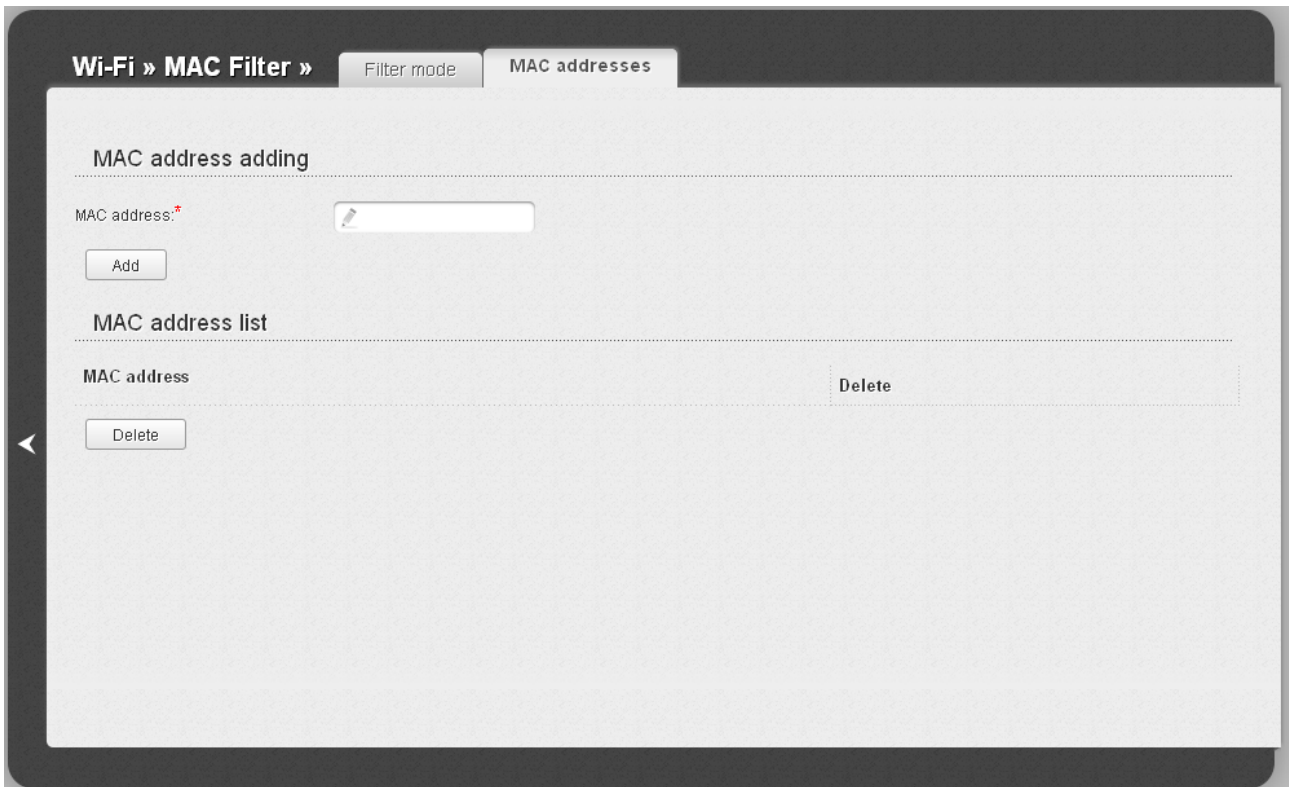 Wi-Fi » MAC Filter » Filter mode MAC addresses
MAC address adding
MAC address:*
Add
MAC address list
MAC address Delete
Delete